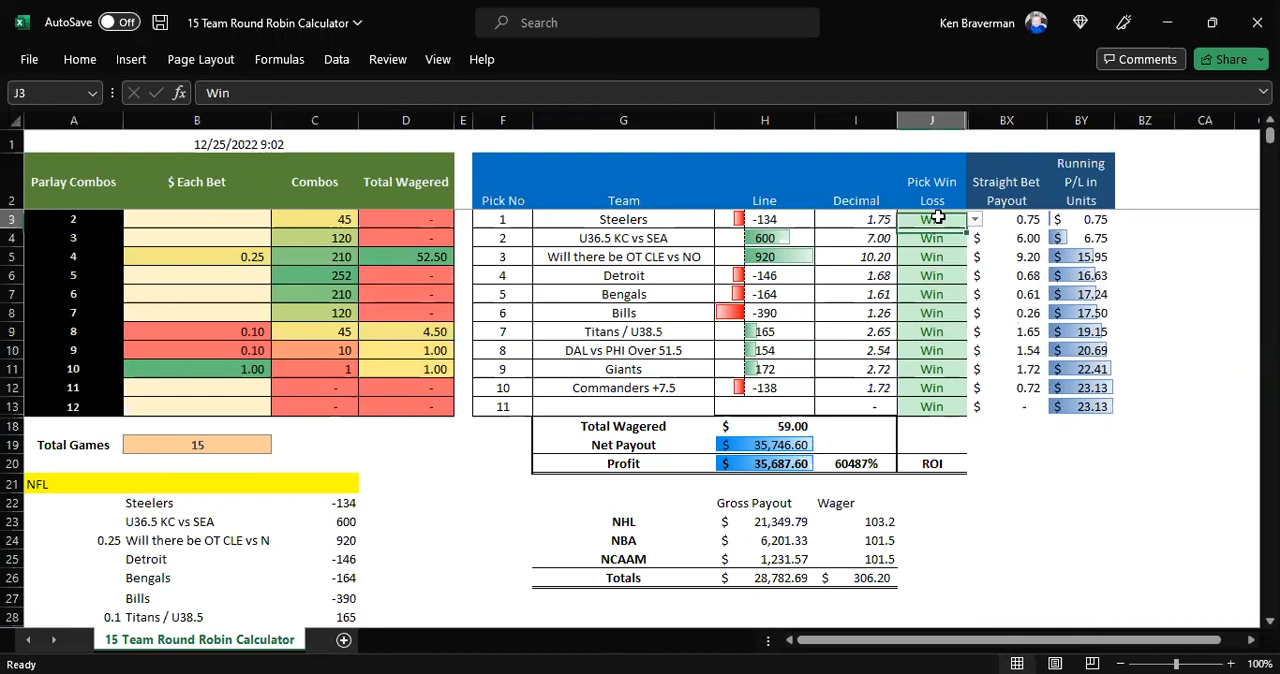 AutoSave Off 15 Team Round Robin Calculator Search Ken Braverman
File Home Insert Page Layout Formulas Data Review View Help Comments Share
J3 fx Win
A B C D E F G H I J BX BY BZ CA
1 12/25/2022 9:02
2 Parlay Combos $ Each Bet Combos Total Wagered Pick No Team Line Decimal Pick Win Loss Straight Bet Payout Running P/L in Units
3 2 45 - 1 Steelers -134 1.75 Win 0.75 $ 0.75
4 3 120 - 2 U36.5 KC vs SEA 600 7.00 Win $ 6.00 $ 6.75
5 4 0.25 210 52.50 3 Will there be OT CLE vs NO 920 10.20 Win $ 9.20 $ 15.95
6 5 252 - 4 Detroit -146 1.68 Win $ 0.68 $ 16.63
7 6 210 - 5 Bengals -164 1.61 Win $ 0.61 $ 17.24
8 7 120 - 6 Bills -390 1.26 Win $ 0.26 $ 17.50
9 8 0.10 45 4.50 7 Titans / U38.5 165 2.65 Win $ 1.65 $ 19.15
10 9 0.10 10 1.00 8 DAL vs PHI Over 51.5 154 2.54 Win $ 1.54 $ 20.69
11 10 1.00 1 1.00 9 Giants 172 2.72 Win $ 1.72 $ 22.41
12 11 - - 10 Commanders +7.5 -138 1.72 Win $ 0.72 $ 23.13
13 12 - - 11 - Win $ - $ 23.13
18 Total Wagered $ 59.00
19 Total Games 15 Net Payout $ 35,746.60
20 Profit $ 35,687.60 60487% ROI
21 NFL
22 Steelers -134 Gross Payout Wager
23 U36.5 KC vs SEA 600 NHL $ 21,349.79 103.2
24 0.25 Will there be OT CLE vs N 920 NBA $ 6,201.33 101.5
25 Detroit -146 NCAAM $ 1,231.57 101.5
26 Bengals -164 Totals $ 28,782.69 $ 306.20
27 Bills -390
28 0.1 Titans / U38.5 165
15 Team Round Robin Calculator
Ready 100%